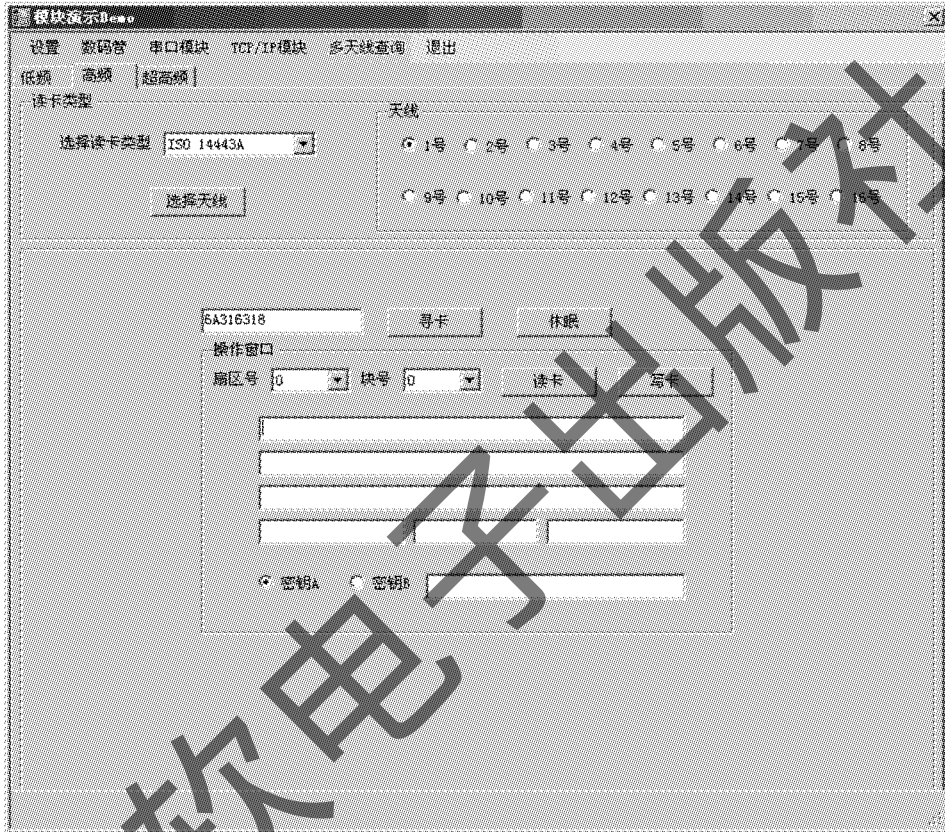 模块演示Demo
设置 数码管 串口模块 TCP/IP模块 多天线查询 退出
低频 高频 超高频
读卡类型
天线
选择读卡类型 ISO 14443A
1号 2号 3号 4号 5号 6号 7号 8号
选择天线
9号 10号 11号 12号 13号 14号 15号 16号
6A316318 寻卡 休眠
操作窗口
扇区号 0 块号 0 读卡 写卡
密钥A 密钥B
软电子出版社